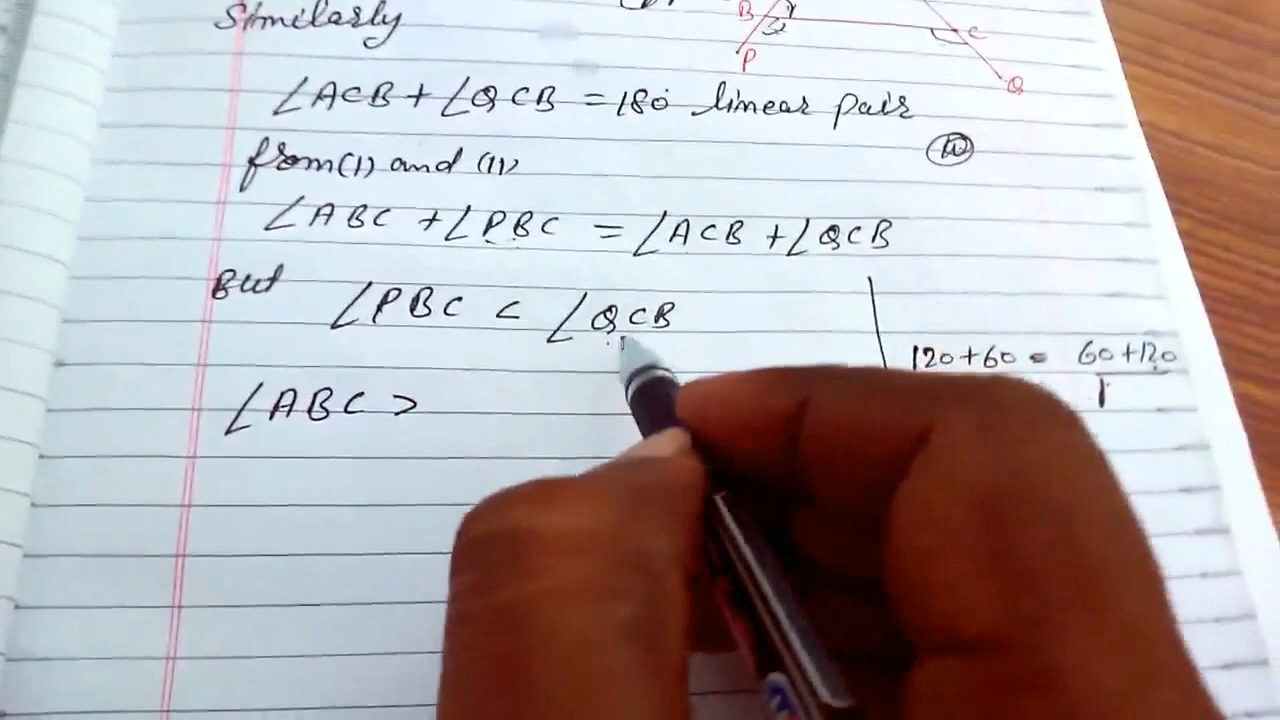 Similarly
B
C
P
Q
∠ACB + ∠QCB = 180° linear pair
from (1) and (11)
∠ABC + ∠PBC = ∠ACB + ∠QCB
But ∠PBC < ∠QCB
120+60 = 60+120
∠ABC >